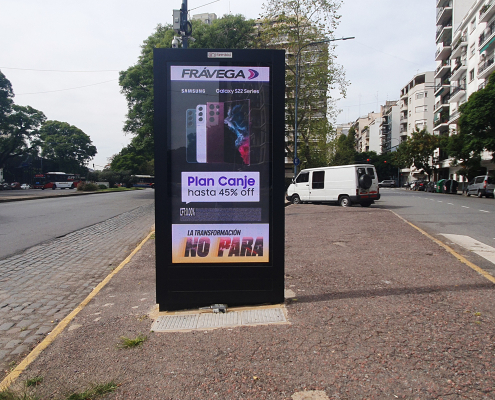 FRÁVEGA
SAMSUNG Galaxy S22 Series
Plan Canje
hasta 45% off
LA TRANSFORMACIÓN
NO PARA